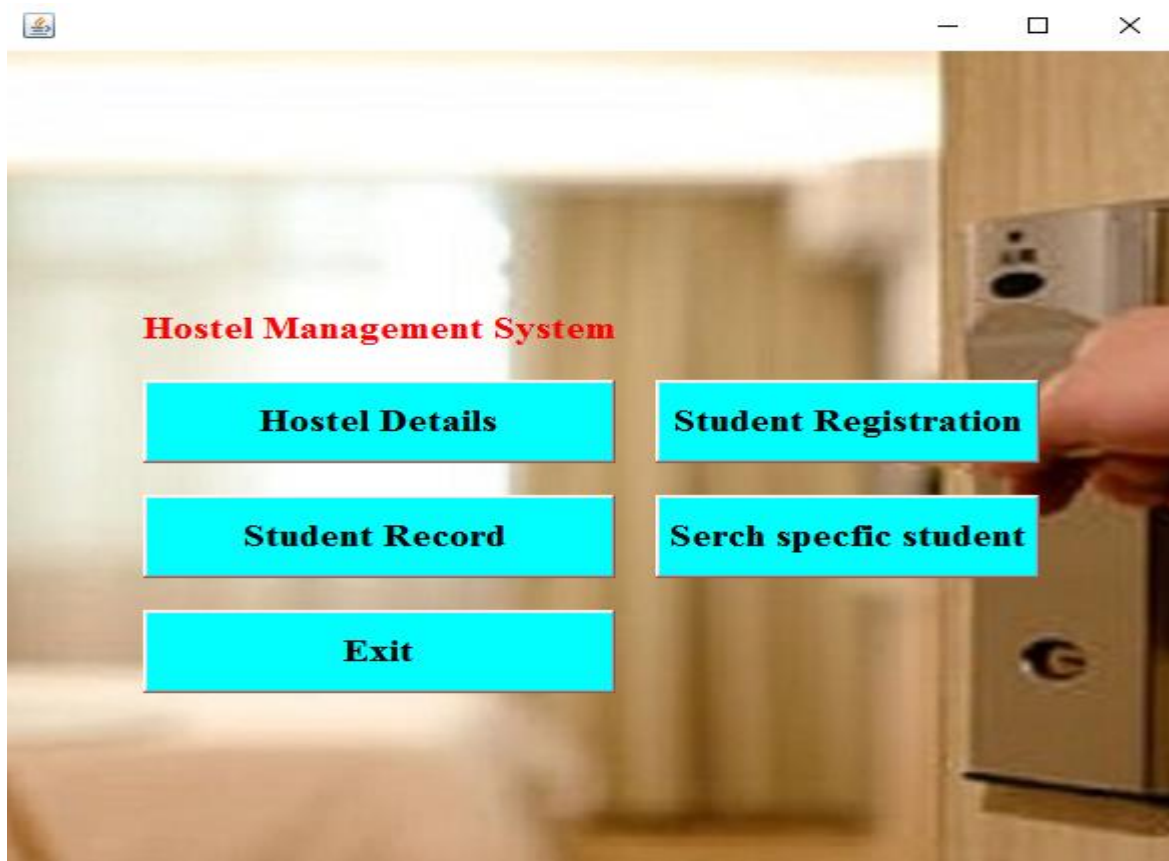 Hostel Management System
Hostel Details
Student Registration
Student Record
Serch specfic student
Exit